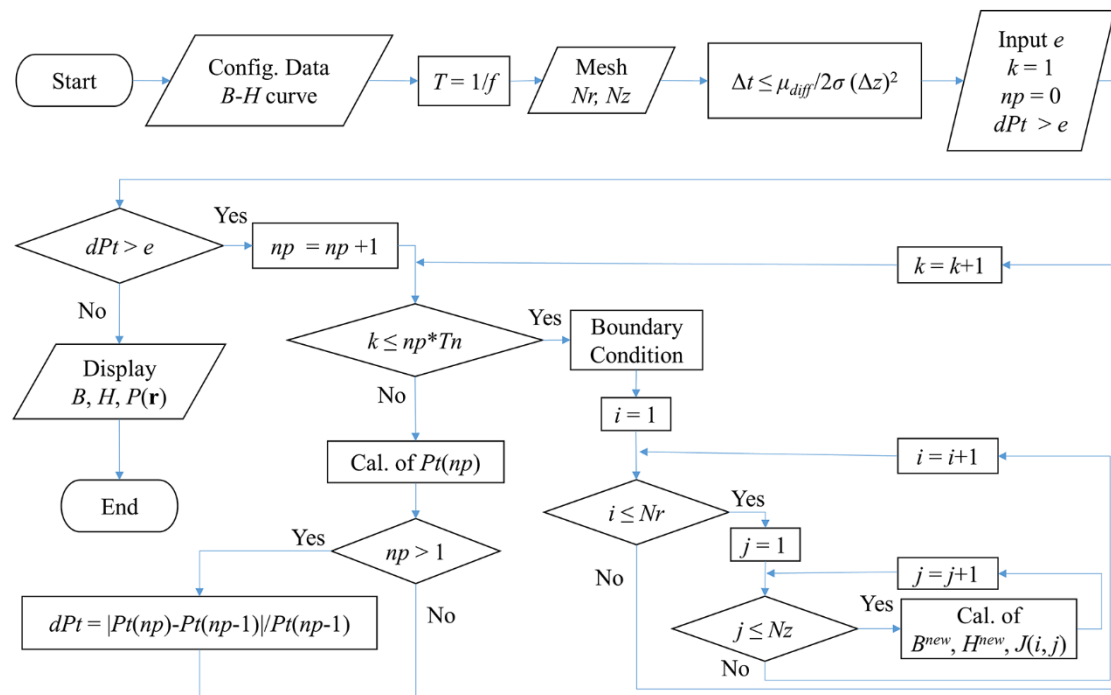 Start
Config. Data
B-H curve
T = 1/f
Mesh
Nr, Nz
Δt ≤ μdiff/2σ (Δz)²
Input e
k = 1
np = 0
dPt > e
dPt > e
Yes
np = np +1
k = k+1
No
k ≤ np*Tn
Yes
Boundary
Condition
Display
B, H, P(r)
No
i = 1
Cal. of Pt(np)
i = i+1
End
i ≤ Nr
Yes
Yes
np > 1
j = 1
No
j = j+1
dPt = |Pt(np)-Pt(np-1)|/Pt(np-1)
No
j ≤ Nz
Yes
Cal. of
Bⁿᵉʷ, Hⁿᵉʷ, J(i, j)
No